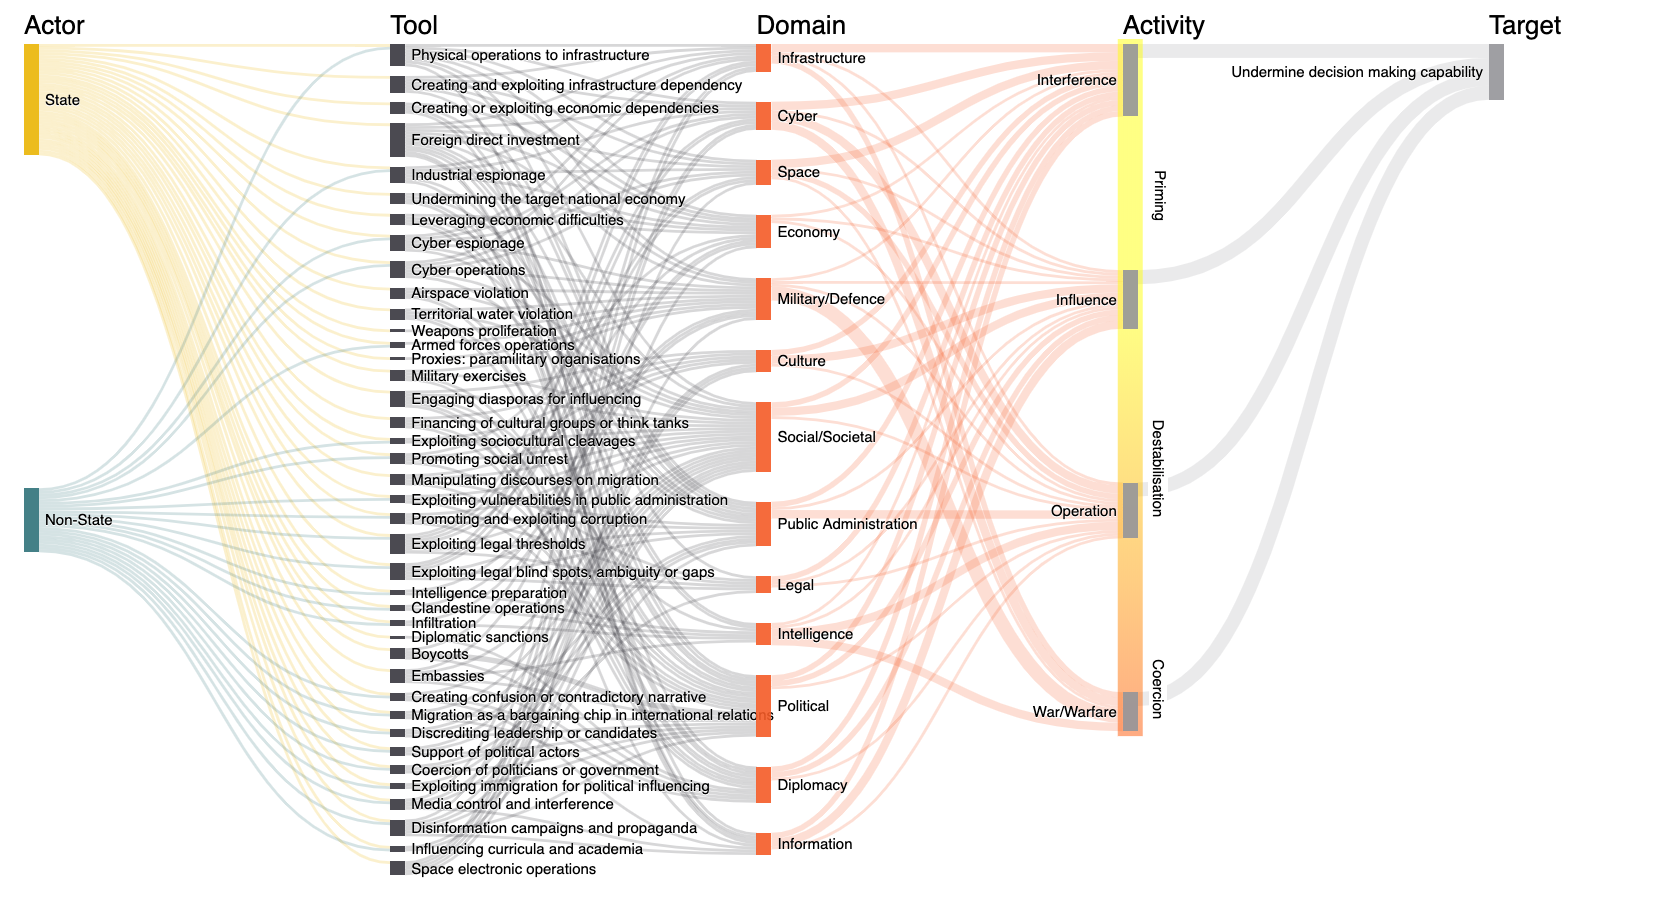 Actor
Tool
Domain
Activity
Target
State
Non-State
Physical operations to infrastructure
Creating and exploiting infrastructure dependency
Creating or exploiting economic dependencies
Foreign direct investment
Industrial espionage
Undermining the target national economy
Leveraging economic difficulties
Cyber espionage
Cyber operations
Airspace violation
Territorial water violation
Weapons proliferation
Armed forces operations
Proxies: paramilitary organisations
Military exercises
Engaging diasporas for influencing
Financing of cultural groups or think tanks
Exploiting sociocultural cleavages
Promoting social unrest
Manipulating discourses on migration
Exploiting vulnerabilities in public administration
Promoting and exploiting corruption
Exploiting legal thresholds
Exploiting legal blind spots, ambiguity or gaps
Intelligence preparation
Clandestine operations
Infiltration
Diplomatic sanctions
Boycotts
Embassies
Creating confusion or contradictory narrative
Migration as a bargaining chip in international relations
Discrediting leadership or candidates
Support of political actors
Coercion of politicians or government
Exploiting immigration for political influencing
Media control and interference
Disinformation campaigns and propaganda
Influencing curricula and academia
Space electronic operations
Infrastructure
Cyber
Space
Economy
Military/Defence
Culture
Social/Societal
Public Administration
Legal
Intelligence
Political
Diplomacy
Information
Interference
Influence
Operation
War/Warfare
Priming
Destabilisation
Coercion
Undermine decision making capability